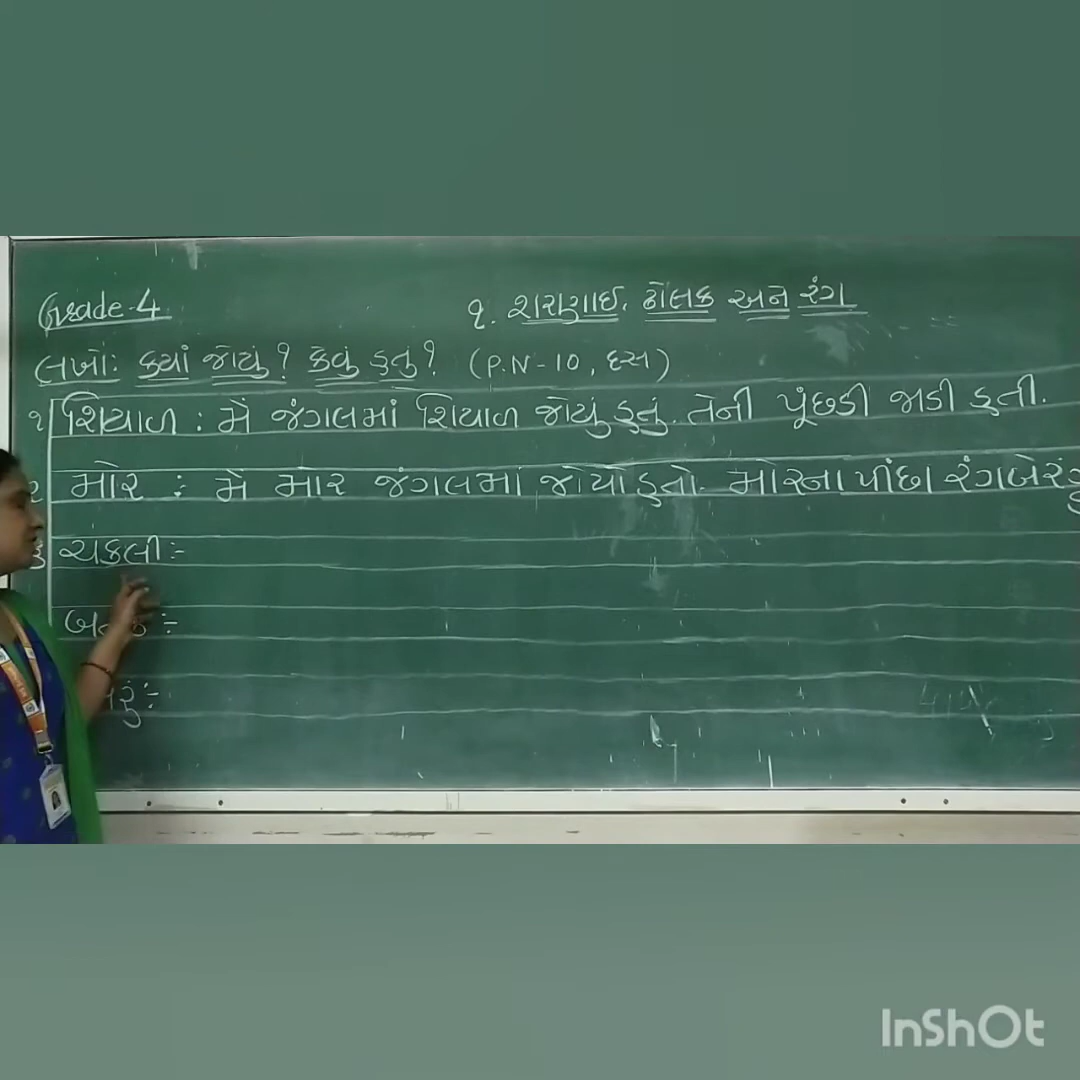 Grade-4
૧. શરણાઈ, ઢોલક અને રંગ
લખો: ક્યાં જોયું? કેવું હતું? (P.N-10, દસ)
૧ શિયાળ : મેં જંગલમાં શિયાળ જોયું હતું. તેની પૂંછડી જાડી હતી.
૨ મોર : મેં મોર જંગલમાં જોયો હતો. મોરના પીંછા રંગબેરંગ
૩ ચકલી:-
InShOt